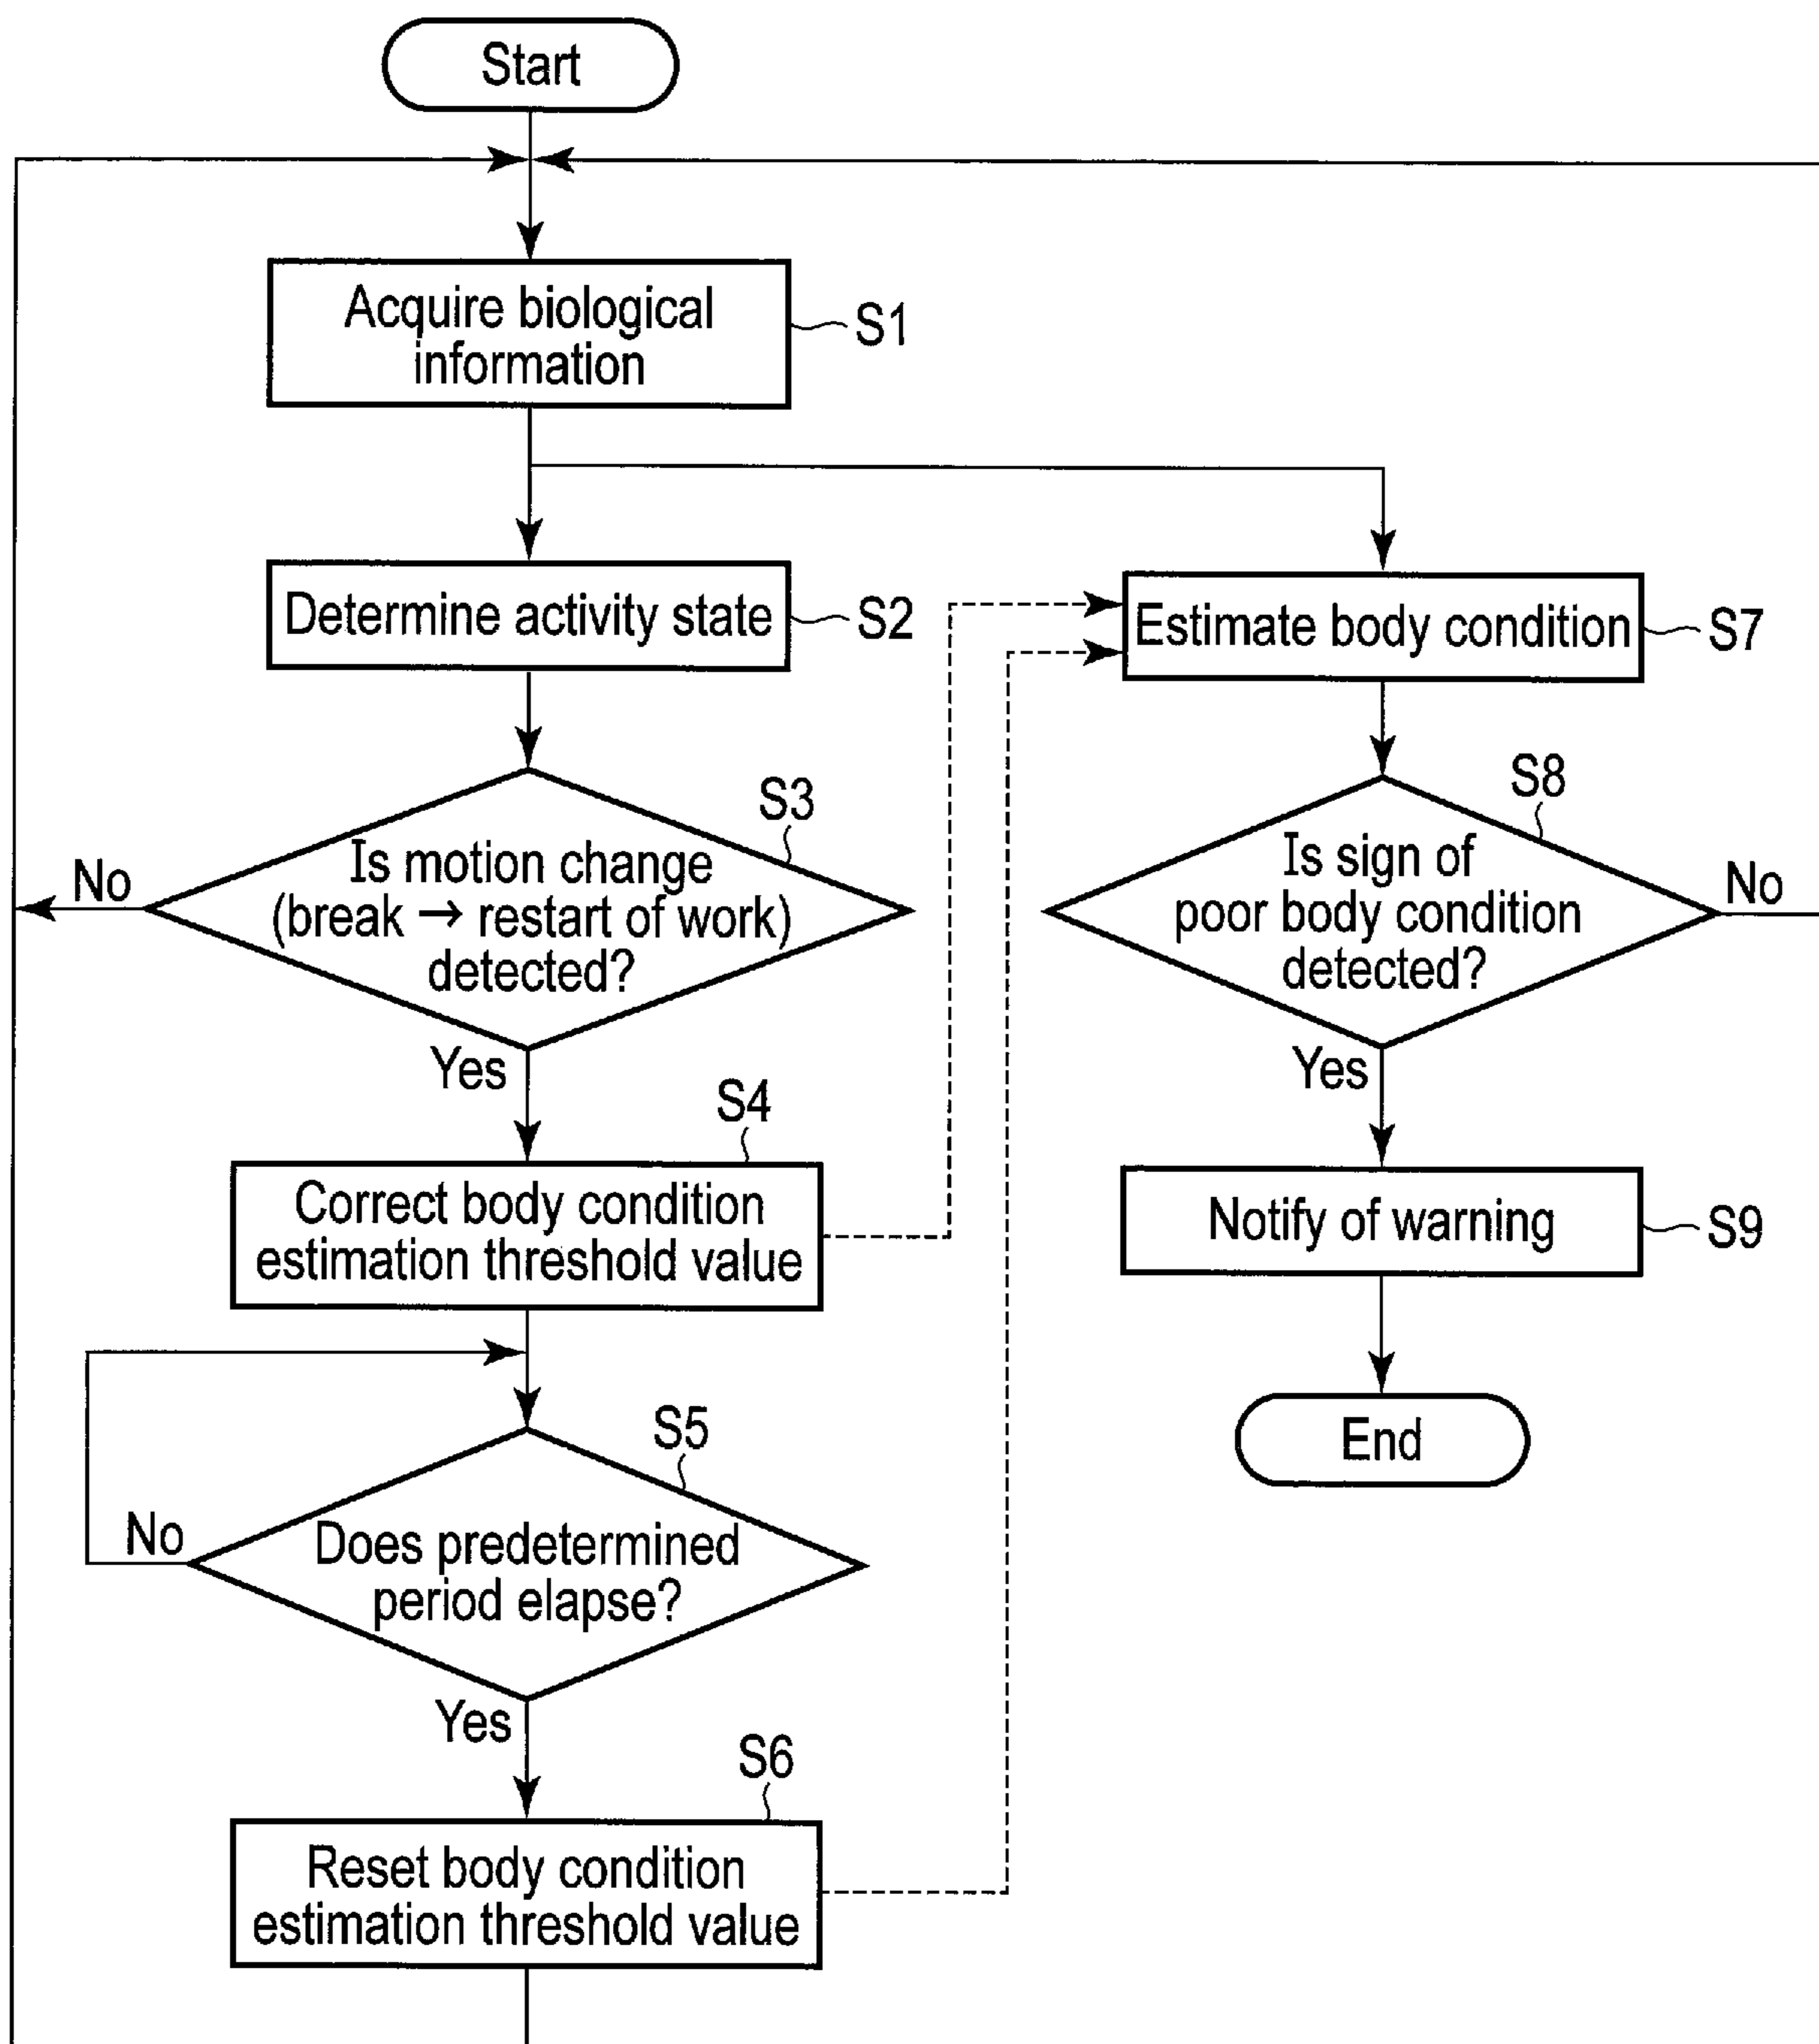 Start
Acquire biological
information
S1
Determine activity state
S2
Is motion change
(break → restart of work)
detected?
S3
No
Yes
S4
Correct body condition
estimation threshold value
S5
Does predetermined
period elapse?
No
Yes
S6
Reset body condition
estimation threshold value
Estimate body condition
S7
S8
Is sign of
poor body condition
detected?
No
Yes
Notify of warning
S9
End